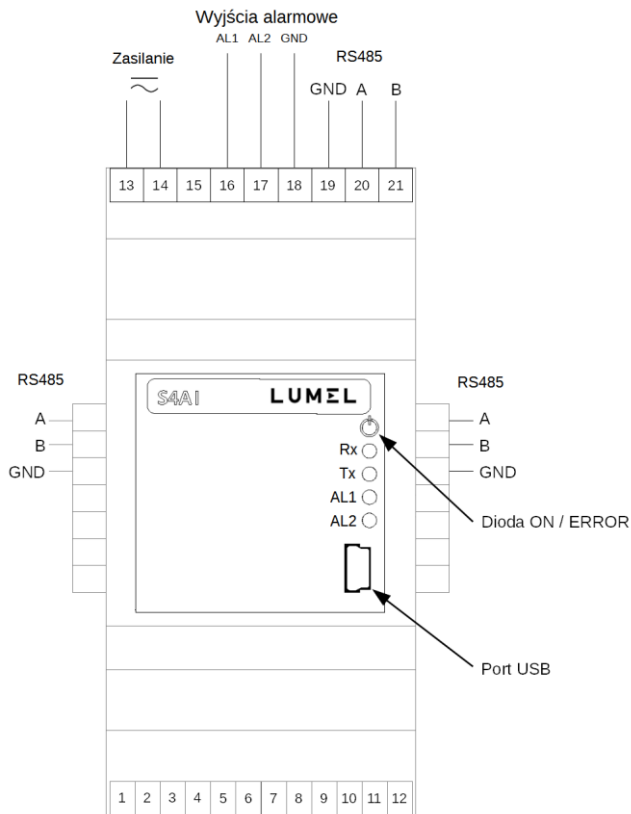 Wyjścia alarmowe
AL1 AL2 GND
Zasilanie
RS485
GND A B
13 14 15 16 17 18 19 20 21
RS485
RS485
S4AI LUMEL
A
A
B
B
GND
GND
Rx
Tx
AL1
AL2
Dioda ON / ERROR
Port USB
1 2 3 4 5 6 7 8 9 10 11 12